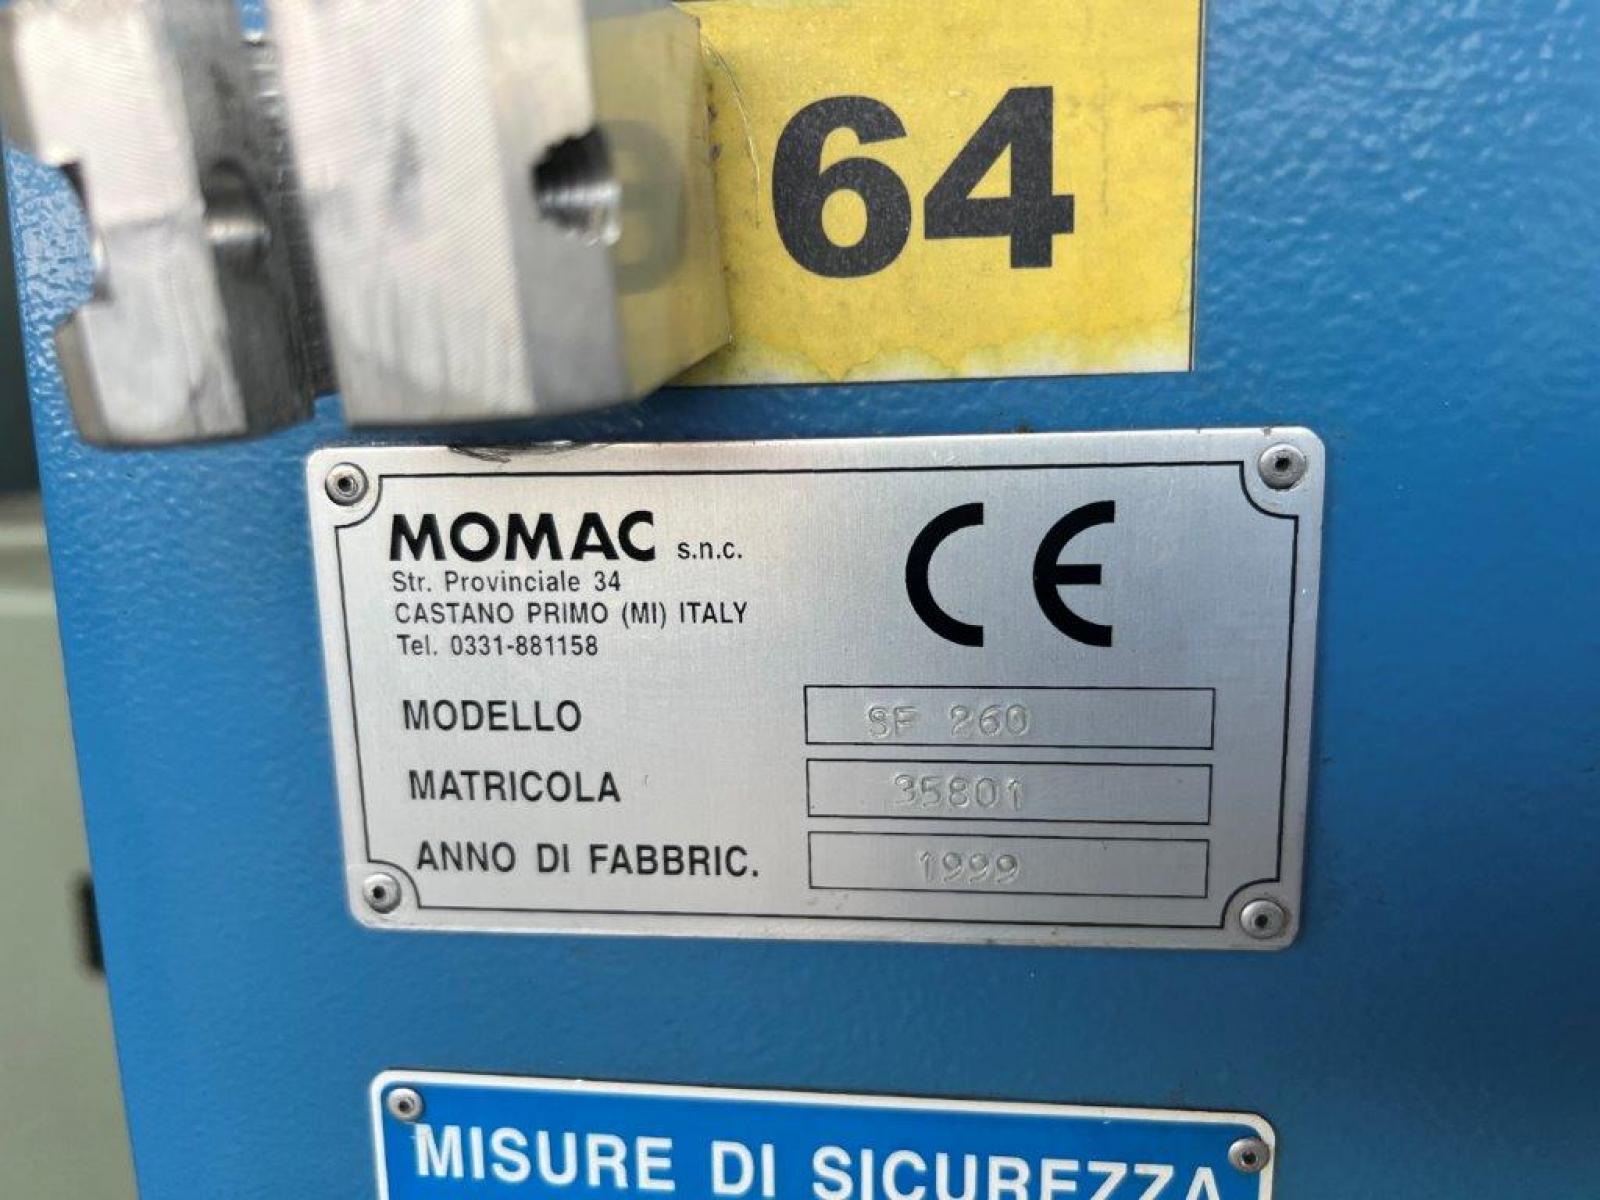 64
MOMAC s.n.c.
Str. Provinciale 34
CASTANO PRIMO (MI) ITALY
Tel. 0331-881158
CE
MODELLO SF 260
MATRICOLA 35801
ANNO DI FABBRIC. 1999
MISURE DI SICUREZZA